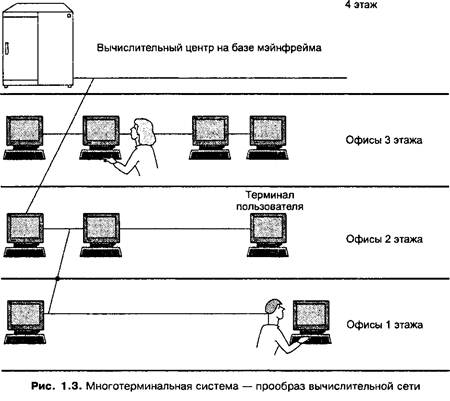 4 этаж
Вычислительный центр на базе мэйнфрейма
Офисы 3 этажа
Терминал
пользователя
Офисы 2 этажа
Офисы 1 этажа
Рис. 1.3. Многотерминальная система — прообраз вычислительной сети